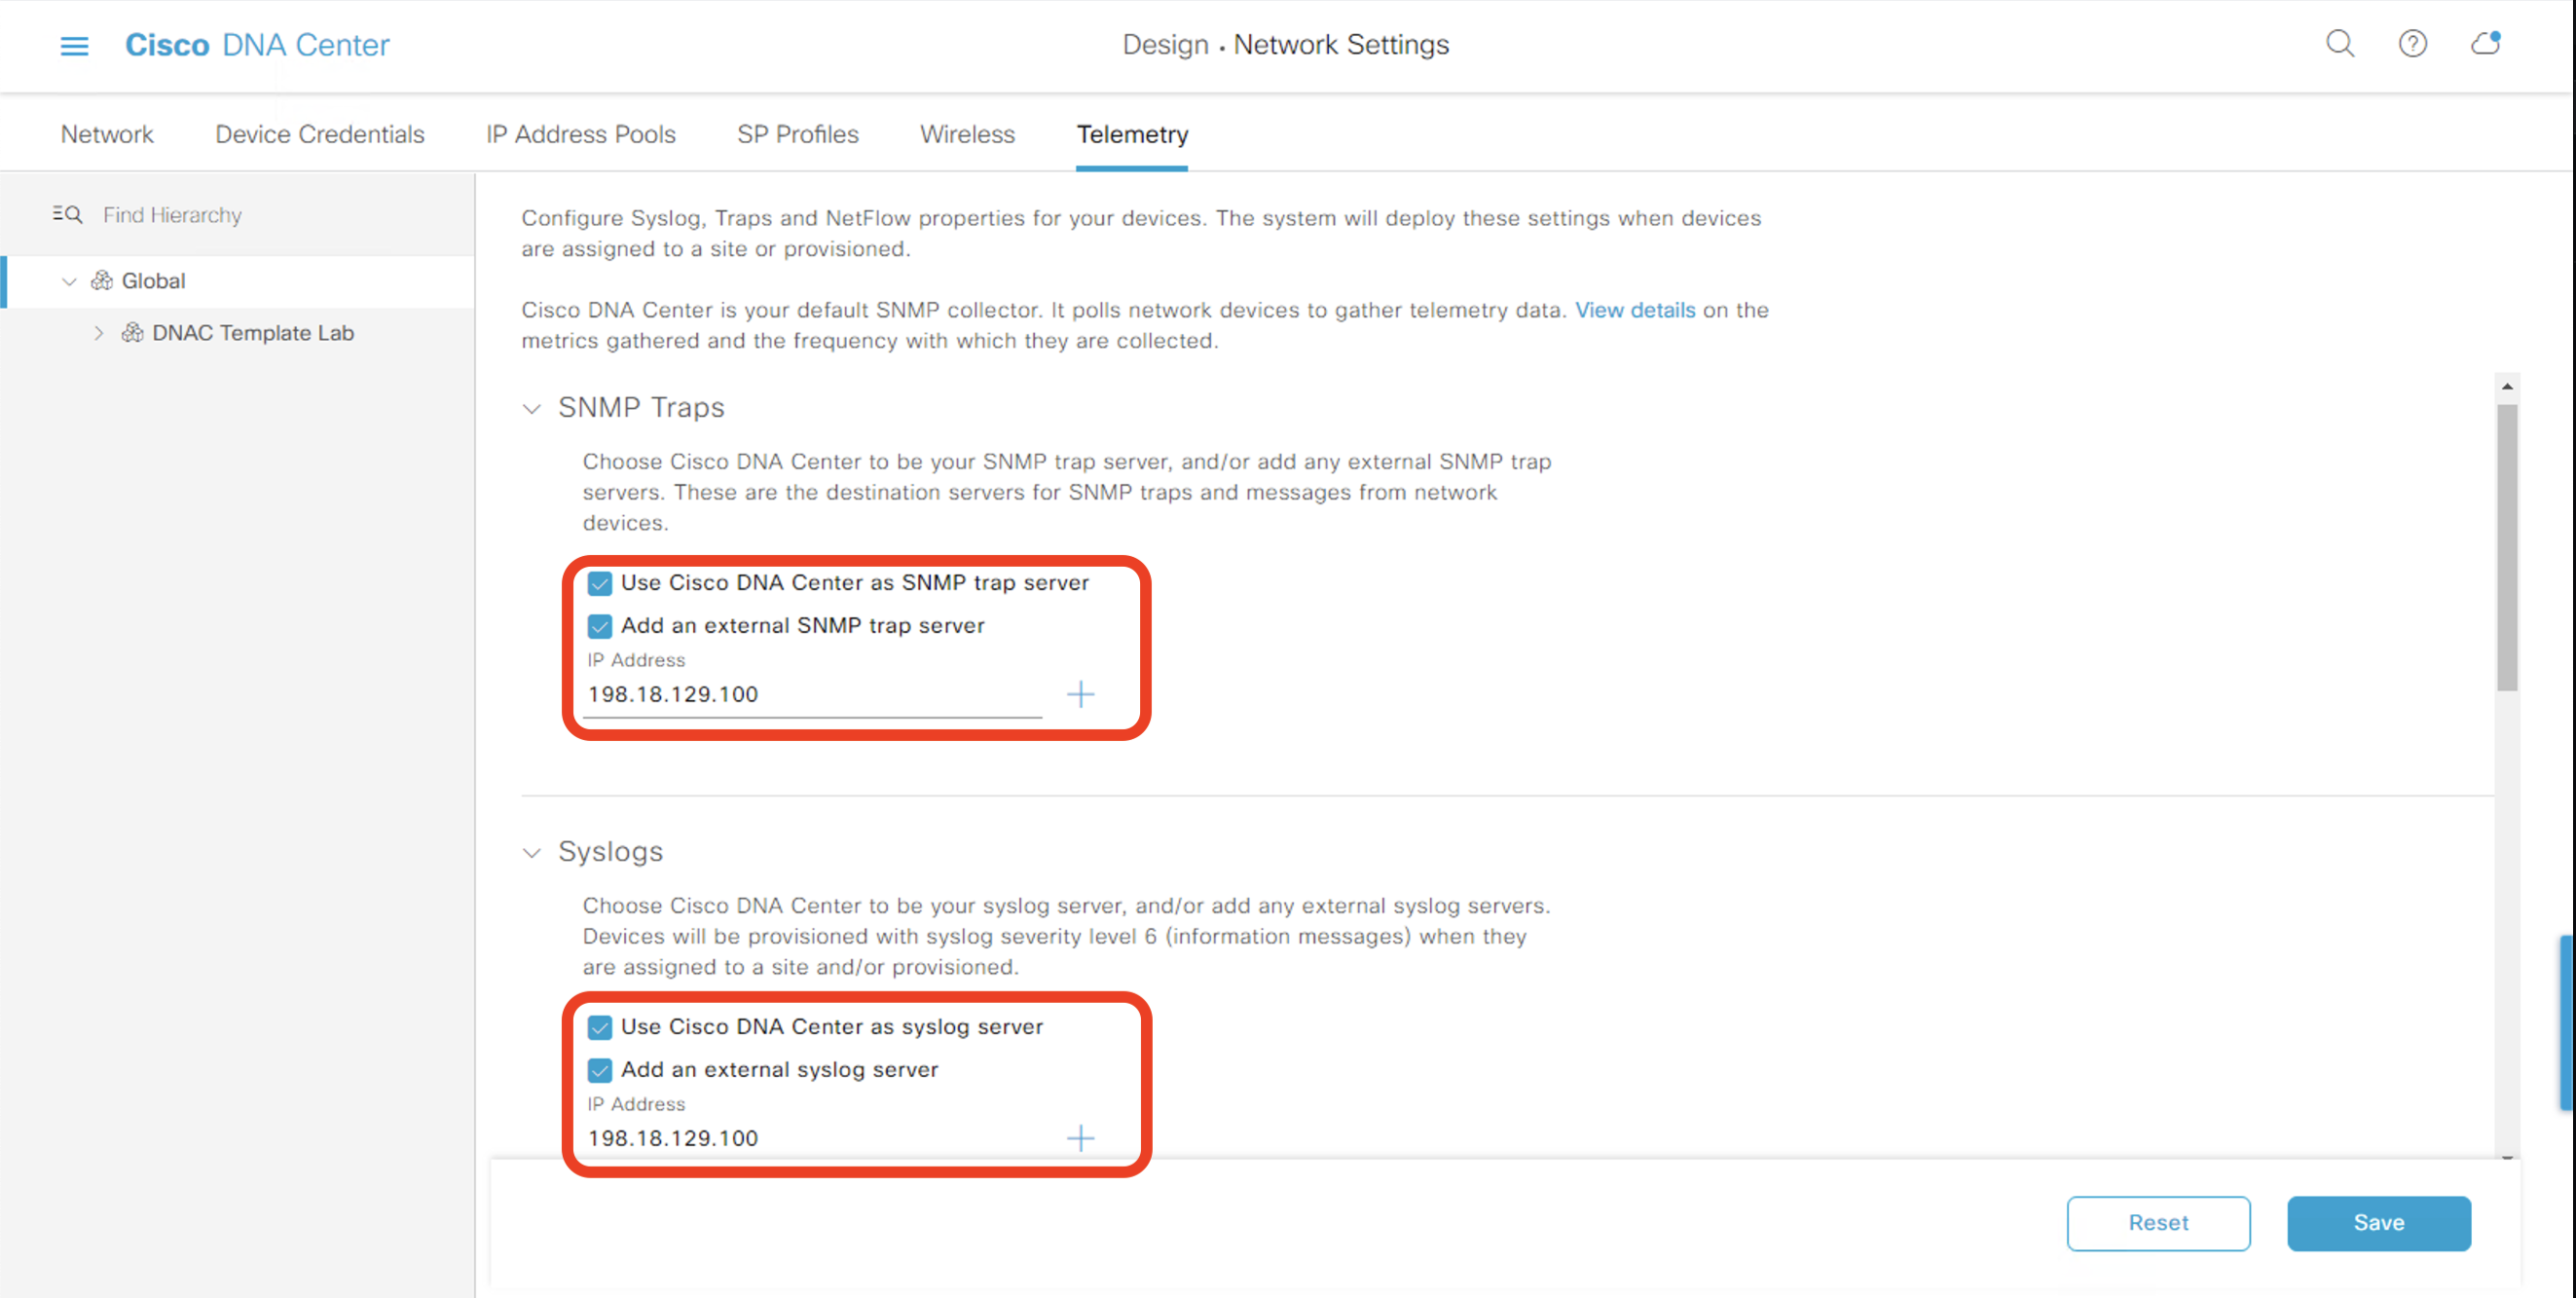 Cisco DNA Center
Design • Network Settings
Network
Device Credentials
IP Address Pools
SP Profiles
Wireless
Telemetry
Find Hierarchy
Global
DNAC Template Lab
Configure Syslog, Traps and NetFlow properties for your devices. The system will deploy these settings when devices
are assigned to a site or provisioned.
Cisco DNA Center is your default SNMP collector. It polls network devices to gather telemetry data. View details on the
metrics gathered and the frequency with which they are collected.
SNMP Traps
Choose Cisco DNA Center to be your SNMP trap server, and/or add any external SNMP trap
servers. These are the destination servers for SNMP traps and messages from network
devices.
Use Cisco DNA Center as SNMP trap server
Add an external SNMP trap server
IP Address
198.18.129.100
Syslogs
Choose Cisco DNA Center to be your syslog server, and/or add any external syslog servers.
Devices will be provisioned with syslog severity level 6 (information messages) when they
are assigned to a site and/or provisioned.
Use Cisco DNA Center as syslog server
Add an external syslog server
IP Address
198.18.129.100
Reset
Save